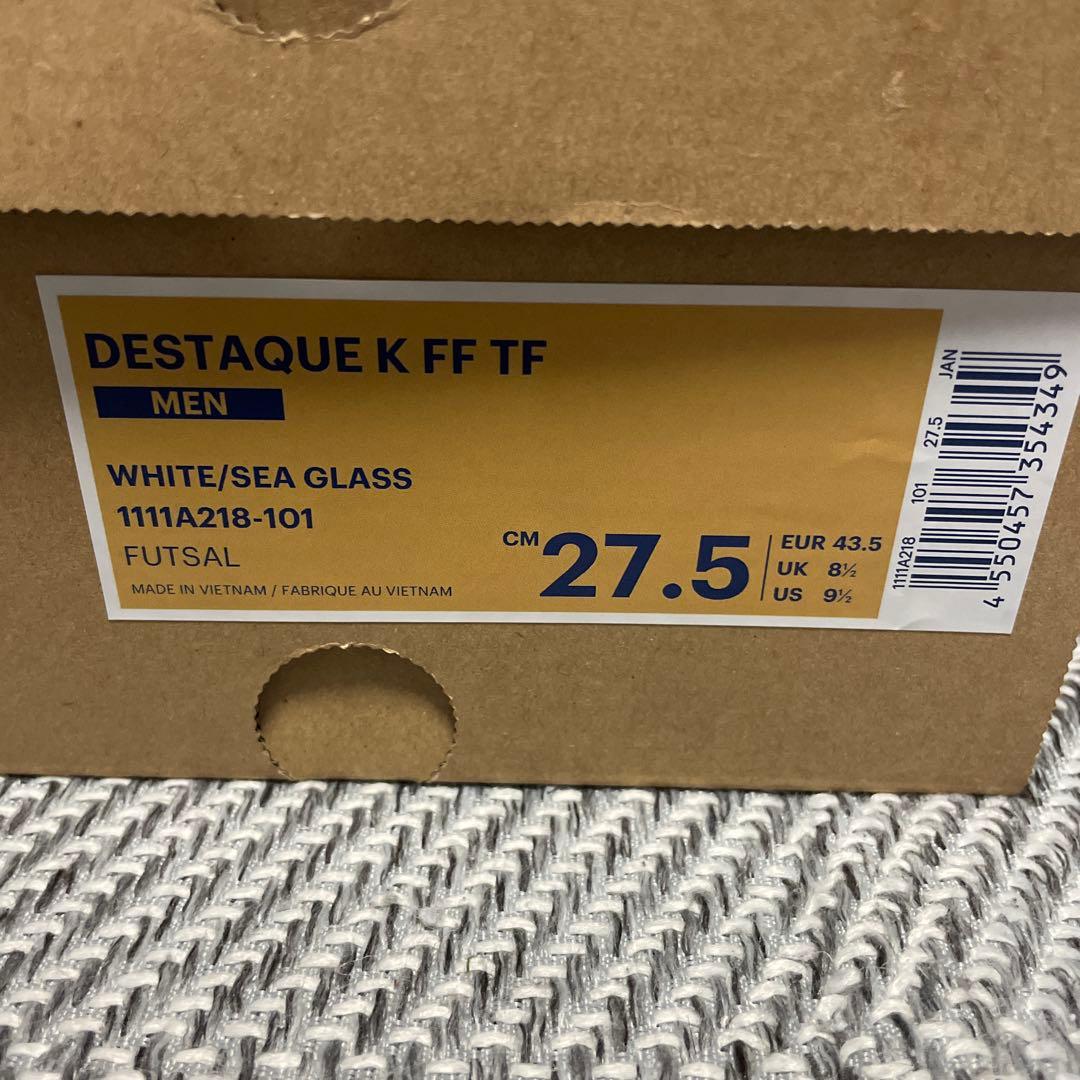 DESTAQUE K FF TF
MEN
WHITE/SEA GLASS
1111A218-101
FUTSAL
MADE IN VIETNAM / FABRIQUE AU VIETNAM
CM 27.5
EUR 43.5
UK 8½
US 9½
1111A218 101 27.5 JAN
4 550457 354349